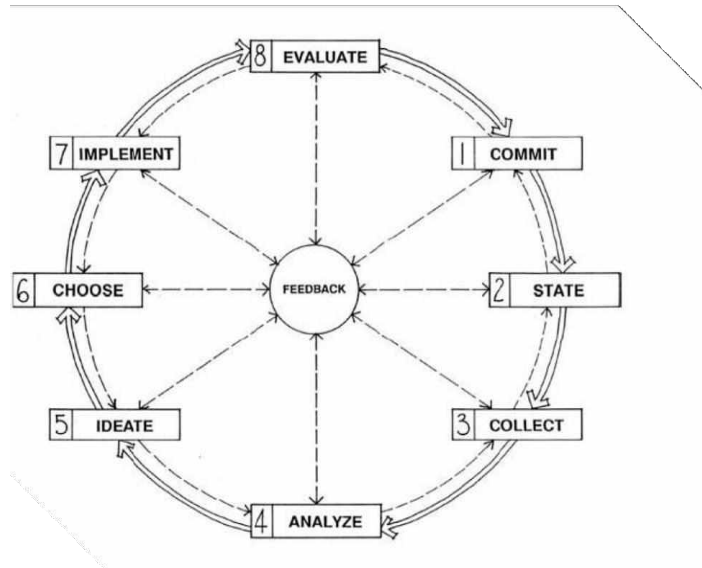 8 EVALUATE
7 IMPLEMENT
1 COMMIT
6 CHOOSE
FEEDBACK
2 STATE
5 IDEATE
3 COLLECT
4 ANALYZE